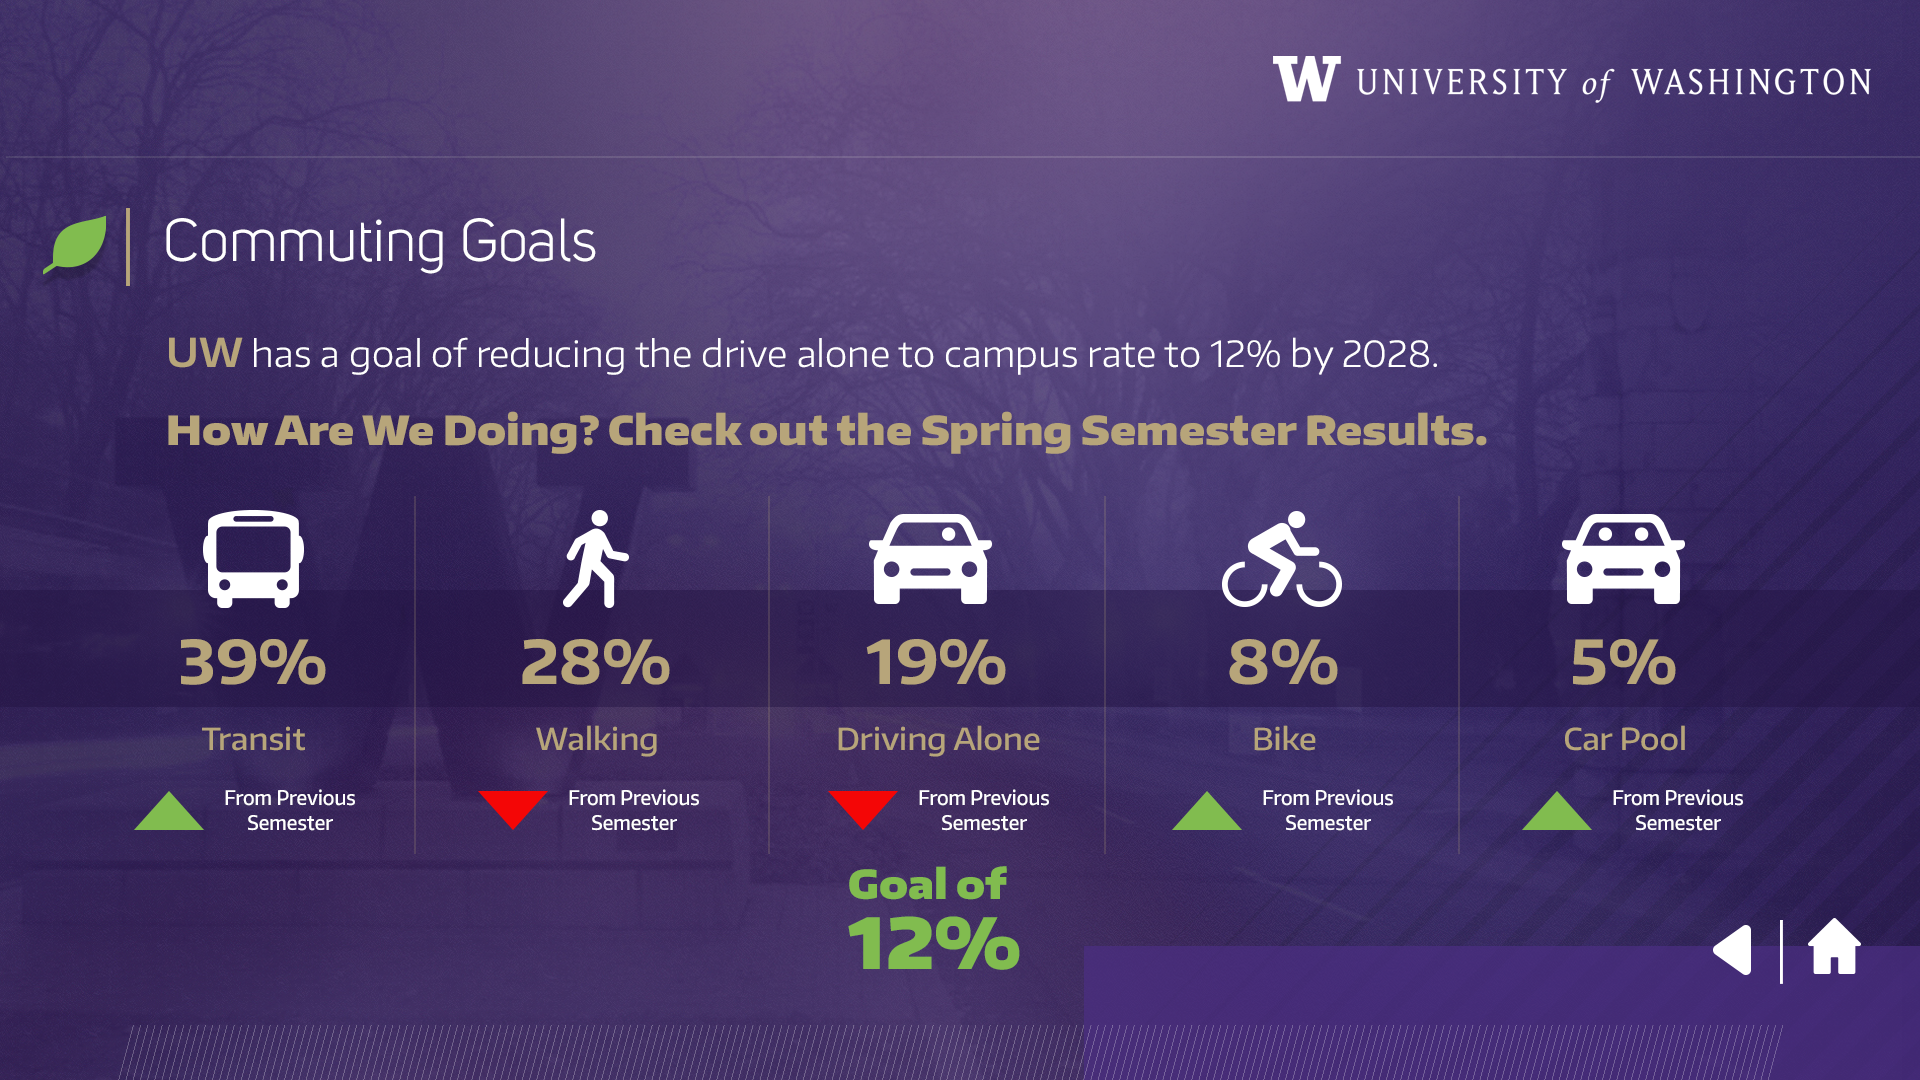 W UNIVERSITY of WASHINGTON
Commuting Goals
UW has a goal of reducing the drive alone to campus rate to 12% by 2028.
How Are We Doing? Check out the Spring Semester Results.
39%
Transit
From Previous
Semester
28%
Walking
From Previous
Semester
19%
Driving Alone
From Previous
Semester
Goal of
12%
8%
Bike
From Previous
Semester
5%
Car Pool
From Previous
Semester